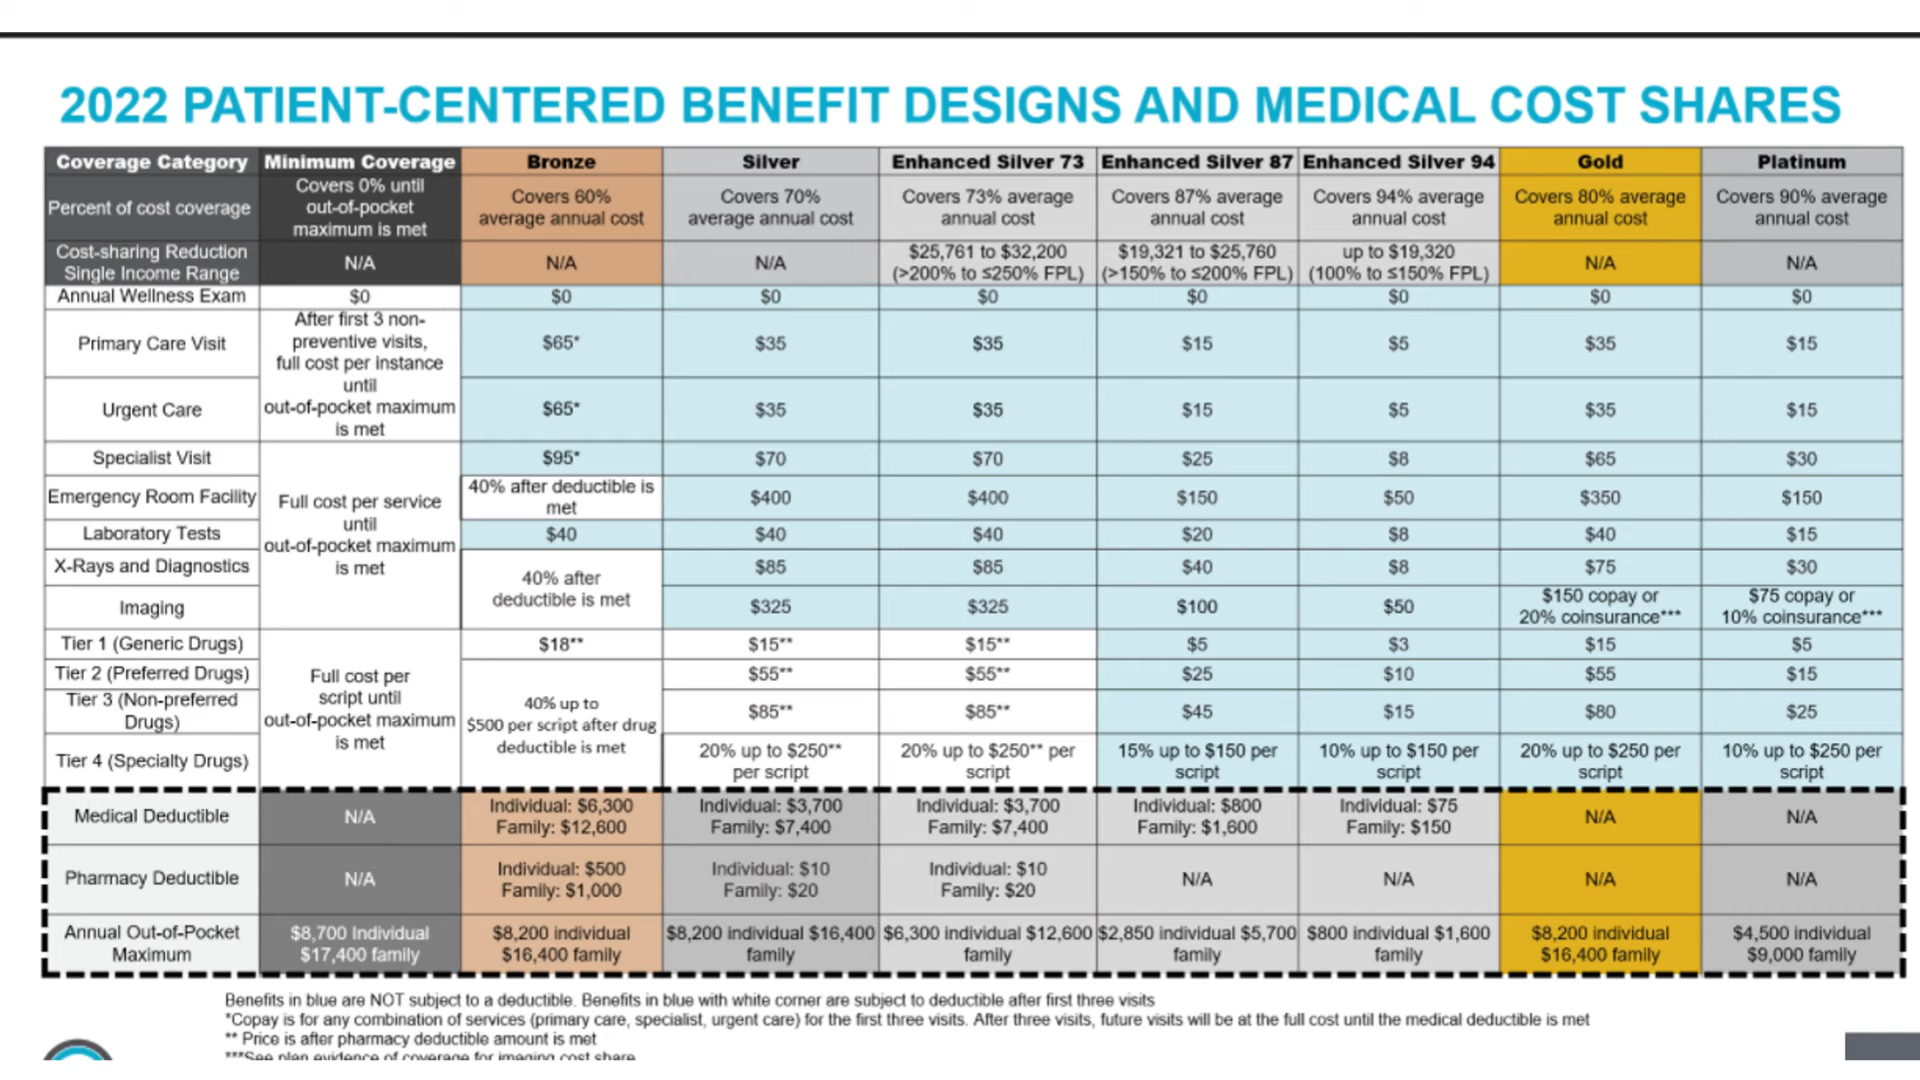 2022 PATIENT-CENTERED BENEFIT DESIGNS AND MEDICAL COST SHARES
Coverage Category Minimum Coverage Bronze Silver Enhanced Silver 73 Enhanced Silver 87 Enhanced Silver 94 Gold Platinum
Percent of cost coverage
Covers 0% until
out-of-pocket
maximum is met
Covers 60%
average annual cost
Covers 70%
average annual cost
Covers 73% average
annual cost
Covers 87% average
annual cost
Covers 94% average
annual cost
Covers 80% average
annual cost
Covers 90% average
annual cost
Cost-sharing Reduction
Single Income Range
N/A
N/A
N/A
$25,761 to $32,200
(>200% to ≤250% FPL)
$19,321 to $25,760
(>150% to ≤200% FPL)
up to $19,320
(100% to ≤150% FPL)
N/A
N/A
Annual Wellness Exam $0 $0 $0 $0 $0 $0 $0 $0
Primary Care Visit
After first 3 non-
preventive visits,
full cost per instance
until
out-of-pocket maximum
is met
$65* $35 $35 $15 $5 $35 $15
Urgent Care $65* $35 $35 $15 $5 $35 $15
Specialist Visit
Full cost per service
until
out-of-pocket maximum
is met
$95* $70 $70 $25 $8 $65 $30
Emergency Room Facility
40% after deductible is
met
$400 $400 $150 $50 $350 $150
Laboratory Tests $40 $40 $40 $20 $8 $40 $15
X-Rays and Diagnostics
40% after
deductible is met
$85 $85 $40 $8 $75 $30
Imaging $325 $325 $100 $50
$150 copay or
20% coinsurance***
$75 copay or
10% coinsurance***
Tier 1 (Generic Drugs)
Full cost per
script until
out-of-pocket maximum
is met
$18** $15** $15** $5 $3 $15 $5
Tier 2 (Preferred Drugs)
40% up to
$500 per script after drug
deductible is met
$55** $55** $25 $10 $55 $15
Tier 3 (Non-preferred
Drugs)
$85** $85** $45 $15 $80 $25
Tier 4 (Specialty Drugs)
20% up to $250**
per script
20% up to $250** per
script
15% up to $150 per
script
10% up to $150 per
script
20% up to $250 per
script
10% up to $250 per
script
Medical Deductible
N/A
Individual: $6,300
Family: $12,600
Individual: $3,700
Family: $7,400
Individual: $3,700
Family: $7,400
Individual: $800
Family: $1,600
Individual: $75
Family: $150
N/A
N/A
Pharmacy Deductible
N/A
Individual: $500
Family: $1,000
Individual: $10
Family: $20
Individual: $10
Family: $20
N/A
N/A
N/A
N/A
Annual Out-of-Pocket
Maximum
$8,700 Individual
$17,400 family
$8,200 individual
$16,400 family
$8,200 individual $16,400
family
$6,300 individual $12,600
family
$2,850 individual $5,700
family
$800 individual $1,600
family
$8,200 individual
$16,400 family
$4,500 individual
$9,000 family
Benefits in blue are NOT subject to a deductible. Benefits in blue with white corner are subject to deductible after first three visits
*Copay is for any combination of services (primary care, specialist, urgent care) for the first three visits. After three visits, future visits will be at the full cost until the medical deductible is met
** Price is after pharmacy deductible amount is met
***See plan evidence of coverage for imaging cost share